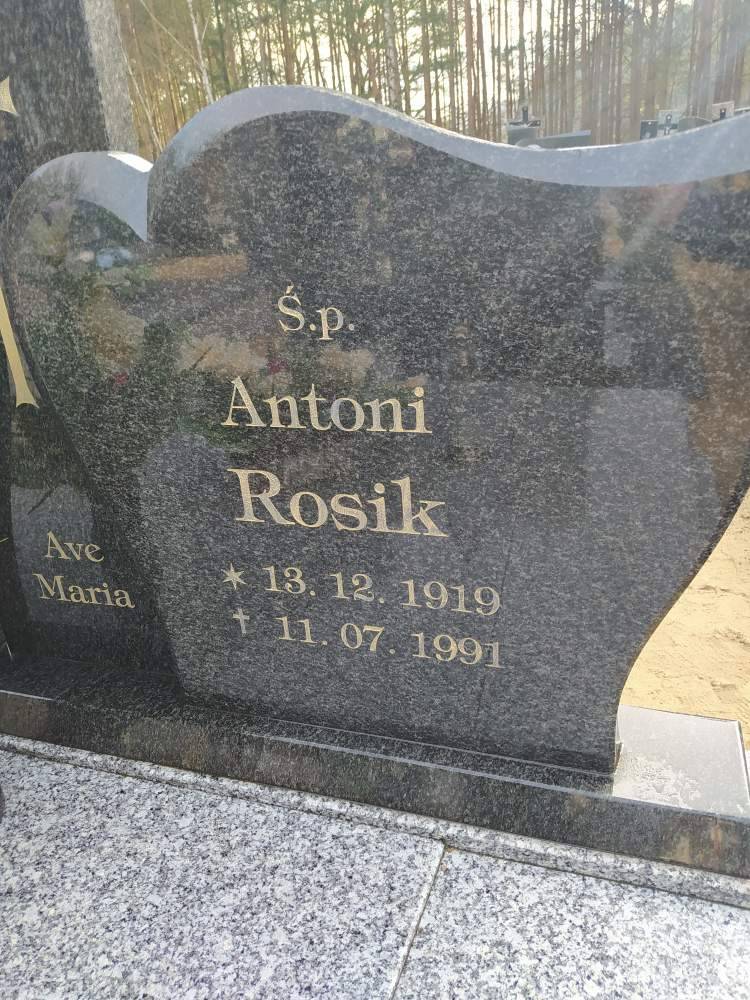 Ś.p.
Antoni
Rosik
✶ 13. 12. 1919
✝ 11. 07. 1991
Ave
Maria